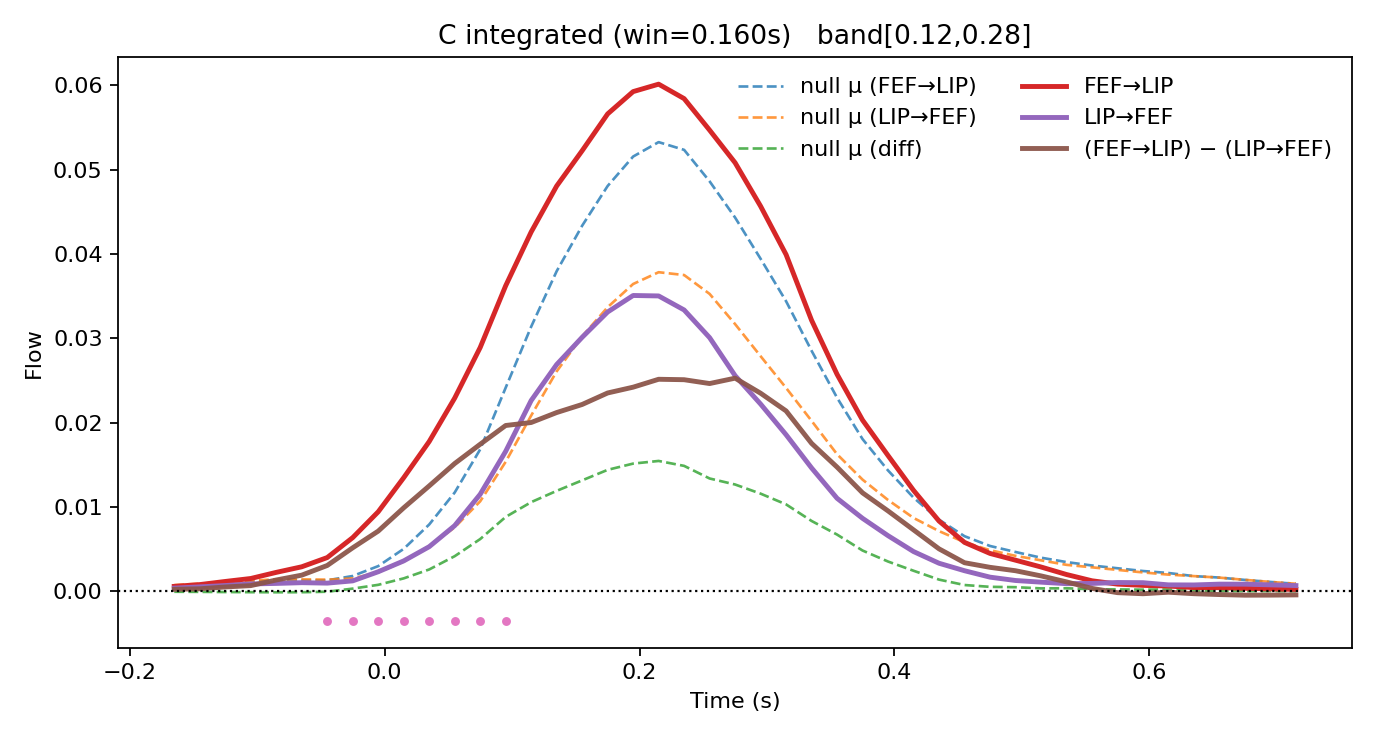 C integrated (win=0.160s)   band[0.12,0.28]
null μ (FEF→LIP)
null μ (LIP→FEF)
null μ (diff)
FEF→LIP
LIP→FEF
(FEF→LIP) − (LIP→FEF)
Flow
0.06
0.05
0.04
0.03
0.02
0.01
0.00
−0.2
0.0
0.2
0.4
0.6
Time (s)